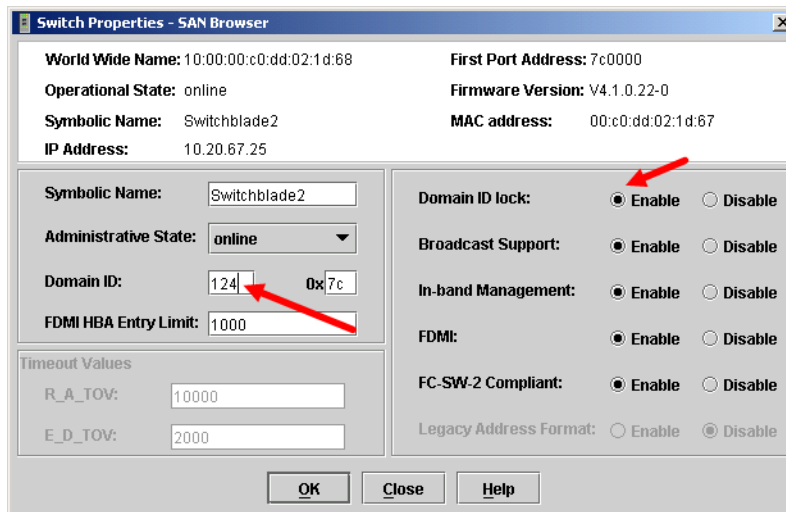 Switch Properties - SAN Browser
World Wide Name: 10:00:00:c0:dd:02:1d:68
First Port Address: 7c0000
Operational State: online
Firmware Version: V4.1.0.22-0
Symbolic Name: Switchblade2
MAC address: 00:c0:dd:02:1d:67
IP Address: 10.20.67.25
Symbolic Name: Switchblade2
Administrative State: online
Domain ID: 124 0x 7c
FDMI HBA Entry Limit: 1000
Timeout Values
R_A_TOV: 10000
E_D_TOV: 2000
Domain ID lock: Enable Disable
Broadcast Support: Enable Disable
In-band Management: Enable Disable
FDMI: Enable Disable
FC-SW-2 Compliant: Enable Disable
Legacy Address Format: Enable Disable
OK Close Help